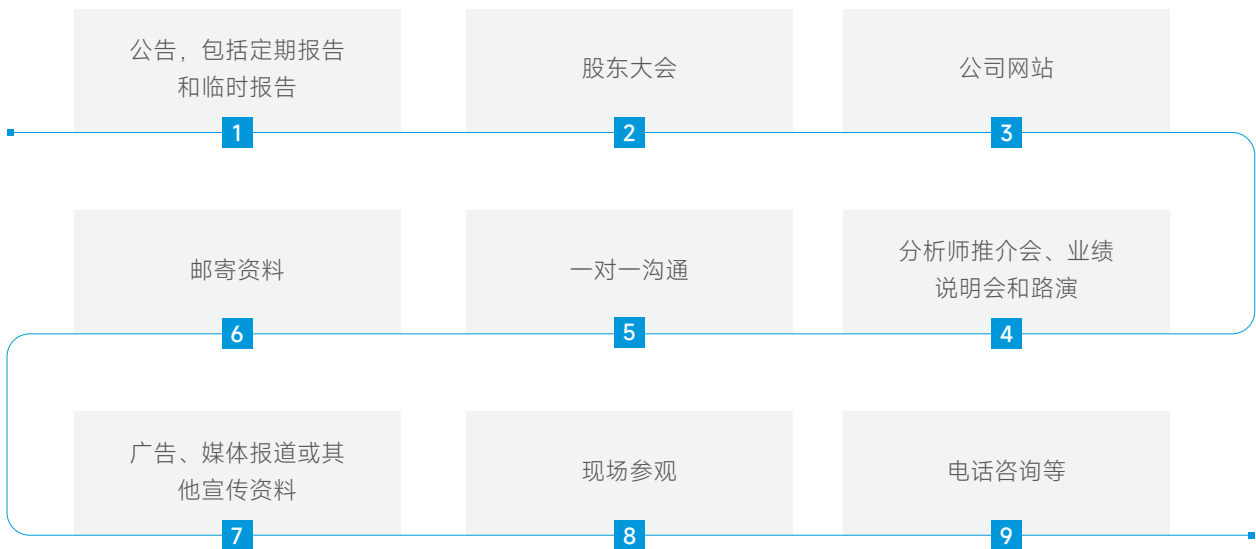 公告，包括定期报告
和临时报告
1
股东大会
2
公司网站
3
分析师推介会、业绩
说明会和路演
4
一对一沟通
5
邮寄资料
6
广告、媒体报道或其
他宣传资料
7
现场参观
8
电话咨询等
9